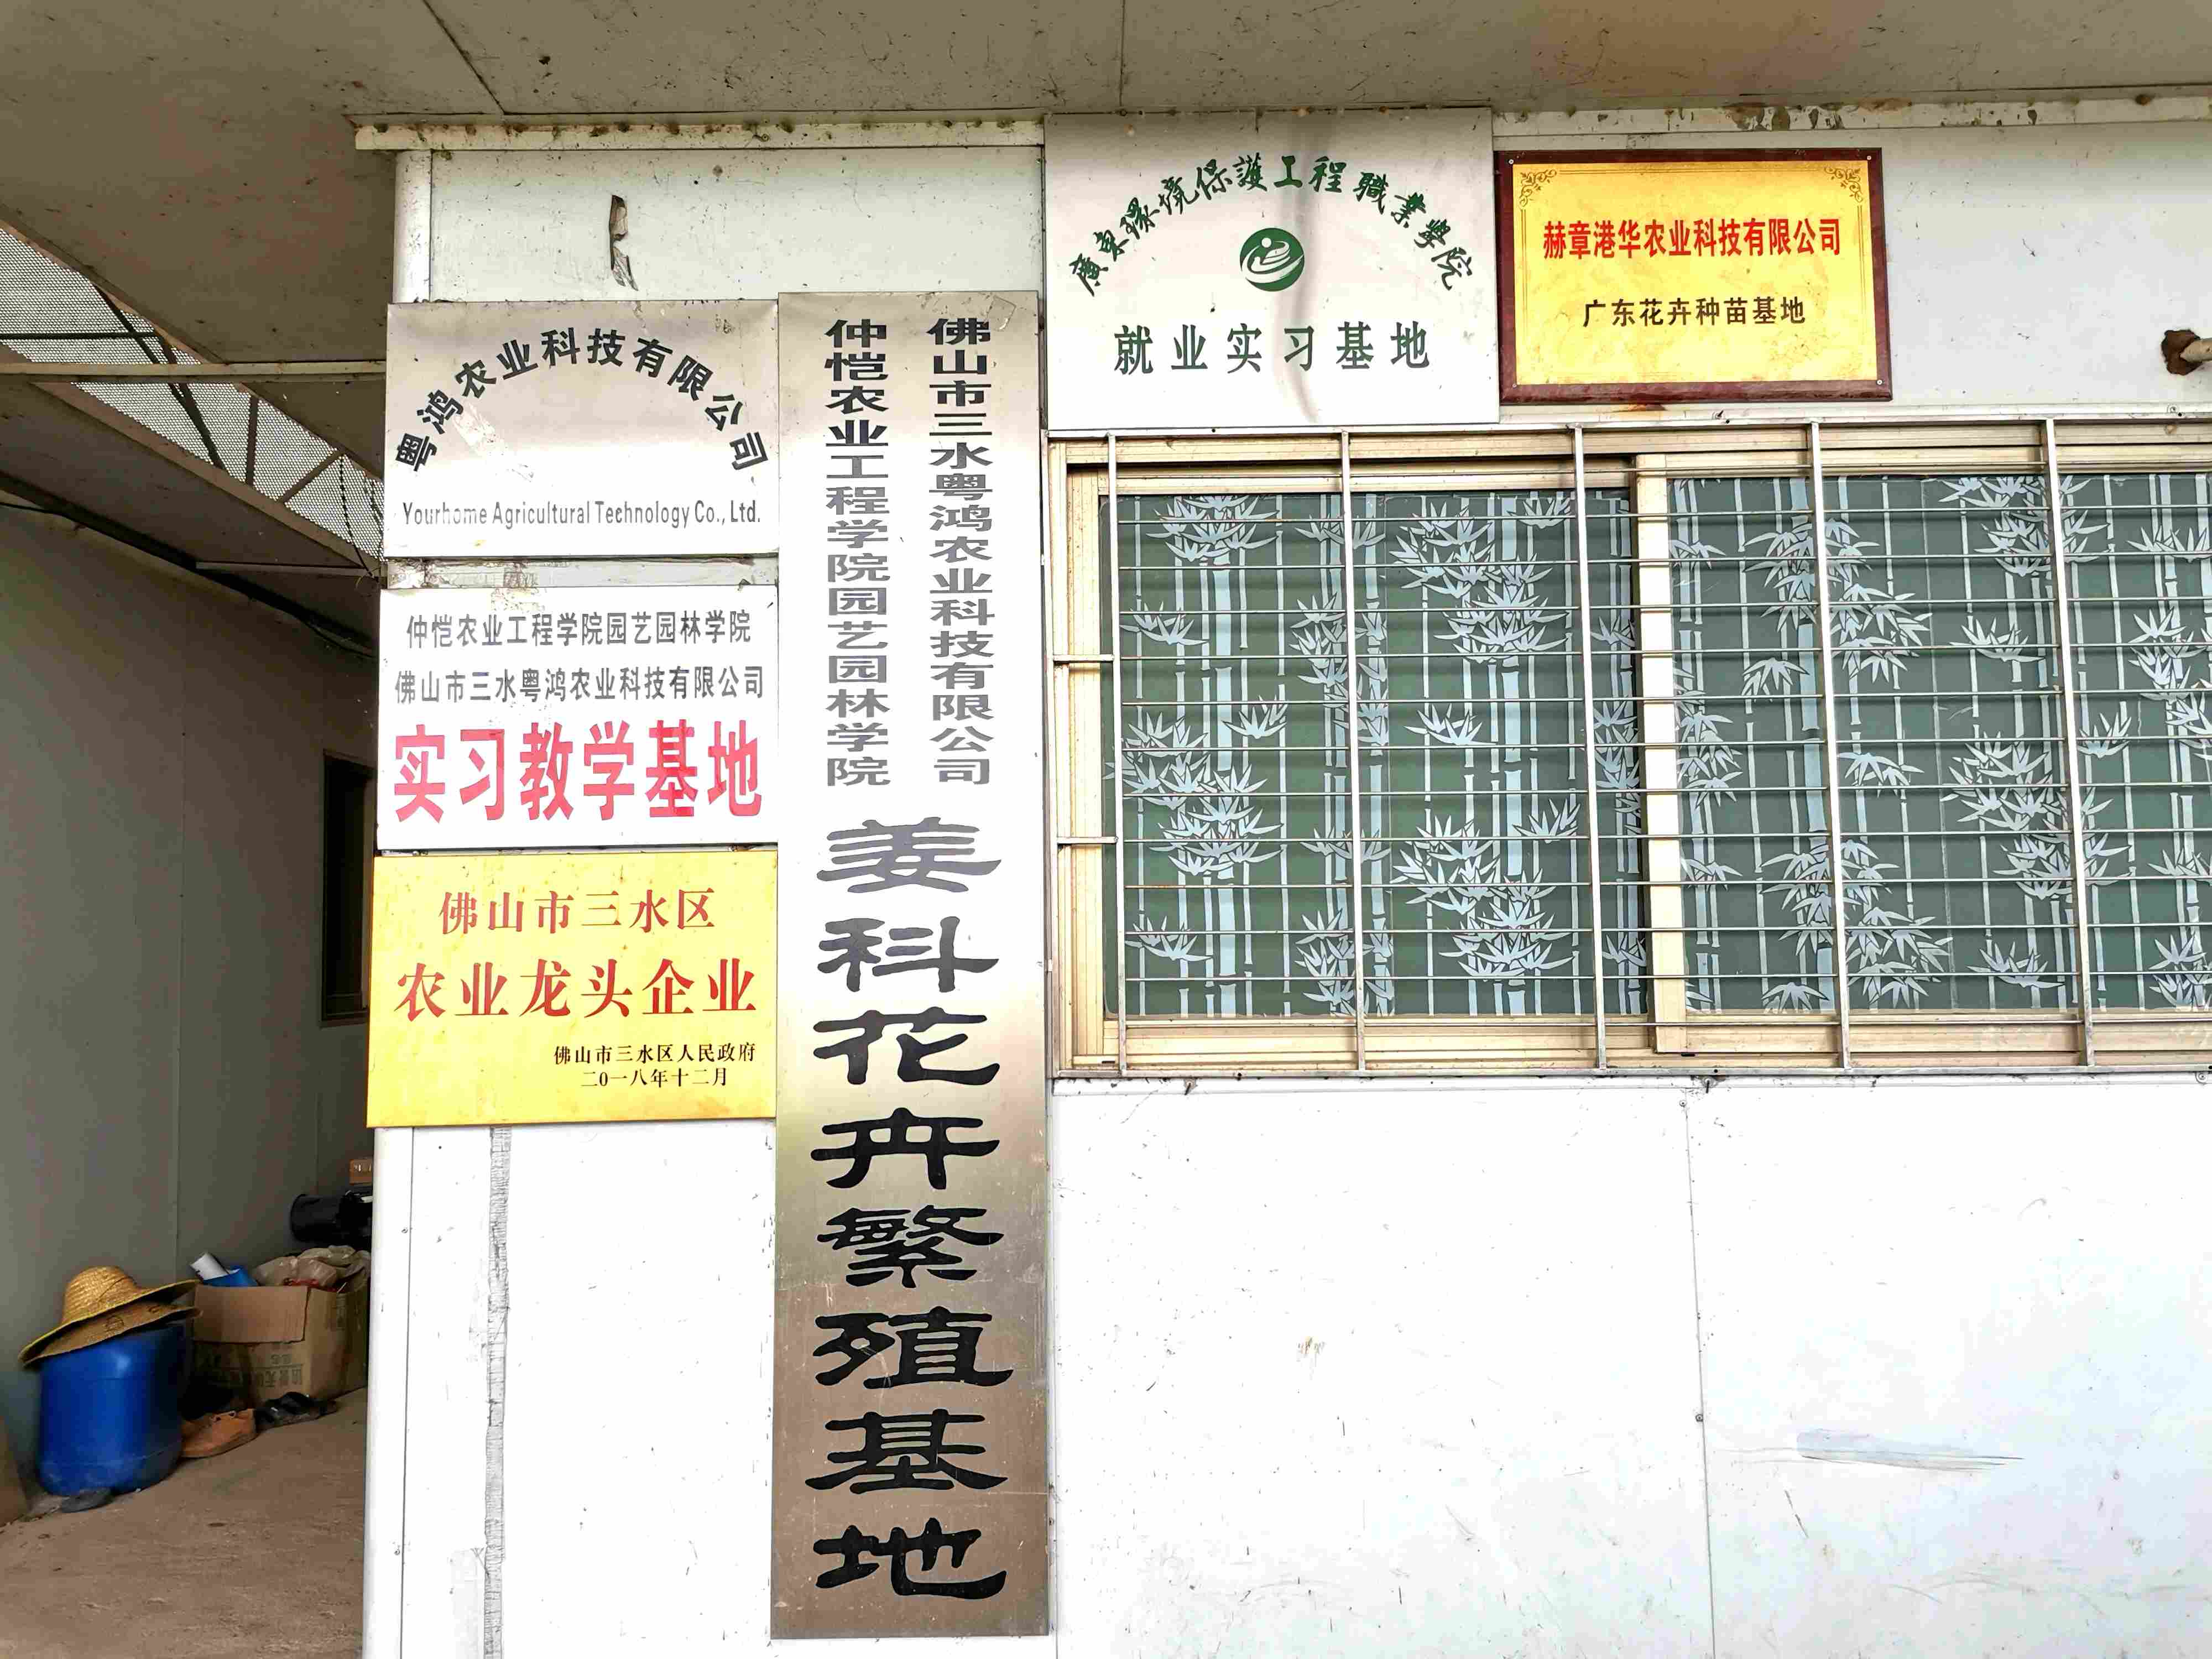 粤鸿农业科技有限公司
Yourhome Agricultural Technology Co., Ltd.
仲恺农业工程学院园艺园林学院
佛山市三水粤鸿农业科技有限公司
实习教学基地
佛山市三水区
农业龙头企业
佛山市三水区人民政府
二0一八年十二月
佛山市三水粤鸿农业科技有限公司
仲恺农业工程学院园艺园林学院
姜科花卉繁殖基地
廣東環境保護工程職業學院
就业实习基地
赫章港华农业科技有限公司
广东花卉种苗基地